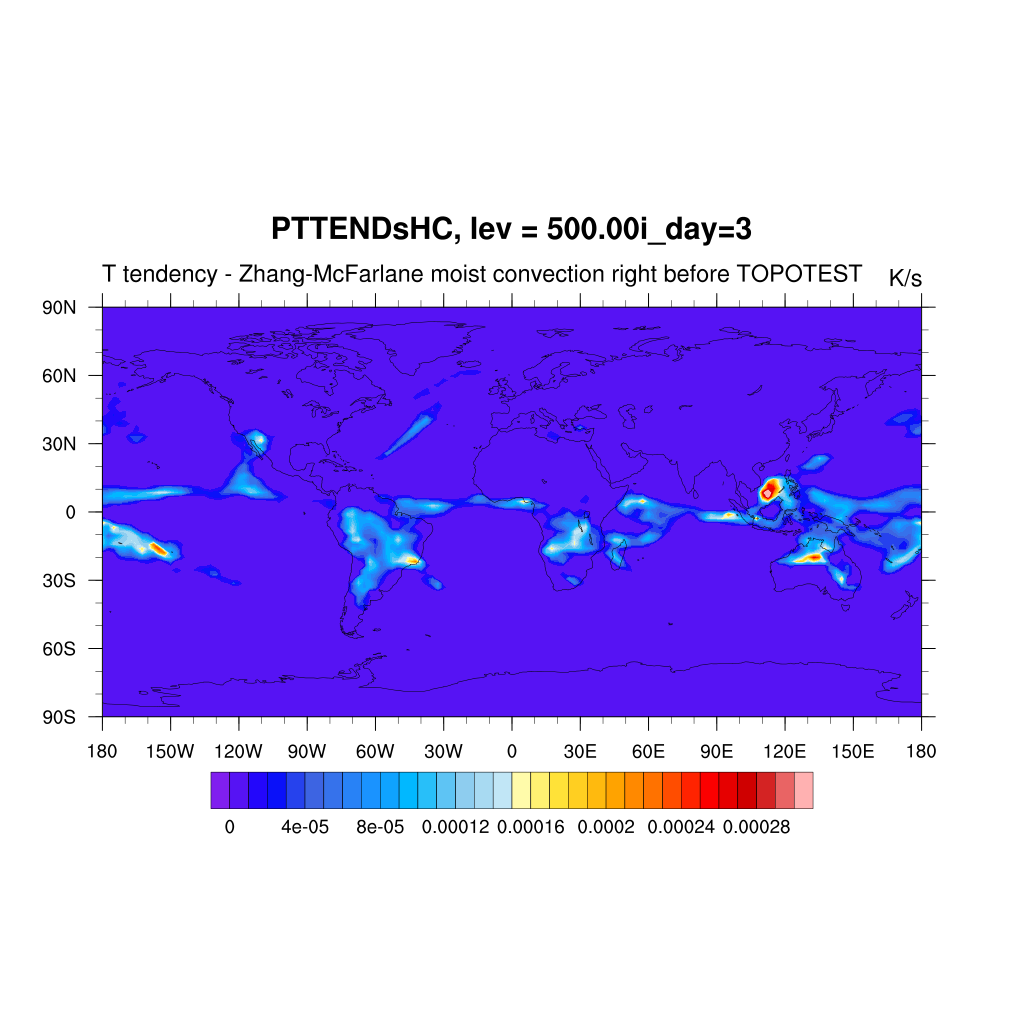 PTTENDsHC, lev = 500.00i_day=3
T tendency - Zhang-McFarlane moist convection right before TOPOTEST K/s
90N
60N
30N
0
30S
60S
90S
180 150W 120W 90W 60W 30W 0 30E 60E 90E 120E 150E 180
0 4e-05 8e-05 0.00012 0.00016 0.0002 0.00024 0.00028